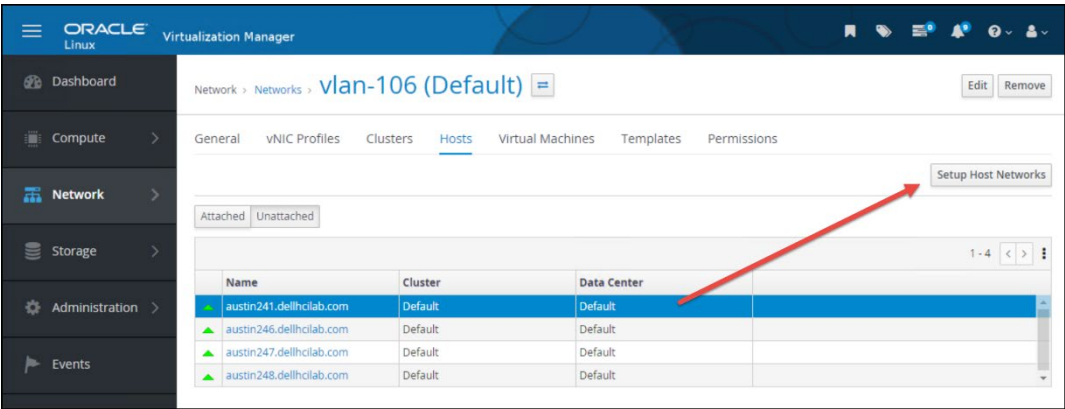 ORACLE
Linux
Virtualization Manager
Dashboard
Compute
Network
Storage
Administration
Events
Network > Networks > vlan-106 (Default)
Edit Remove
General vNIC Profiles Clusters Hosts Virtual Machines Templates Permissions
Setup Host Networks
Attached Unattached
1 - 4 < >
Name Cluster Data Center
austin241.dellhcilab.com Default Default
austin246.dellhcilab.com Default Default
austin247.dellhcilab.com Default Default
austin248.dellhcilab.com Default Default